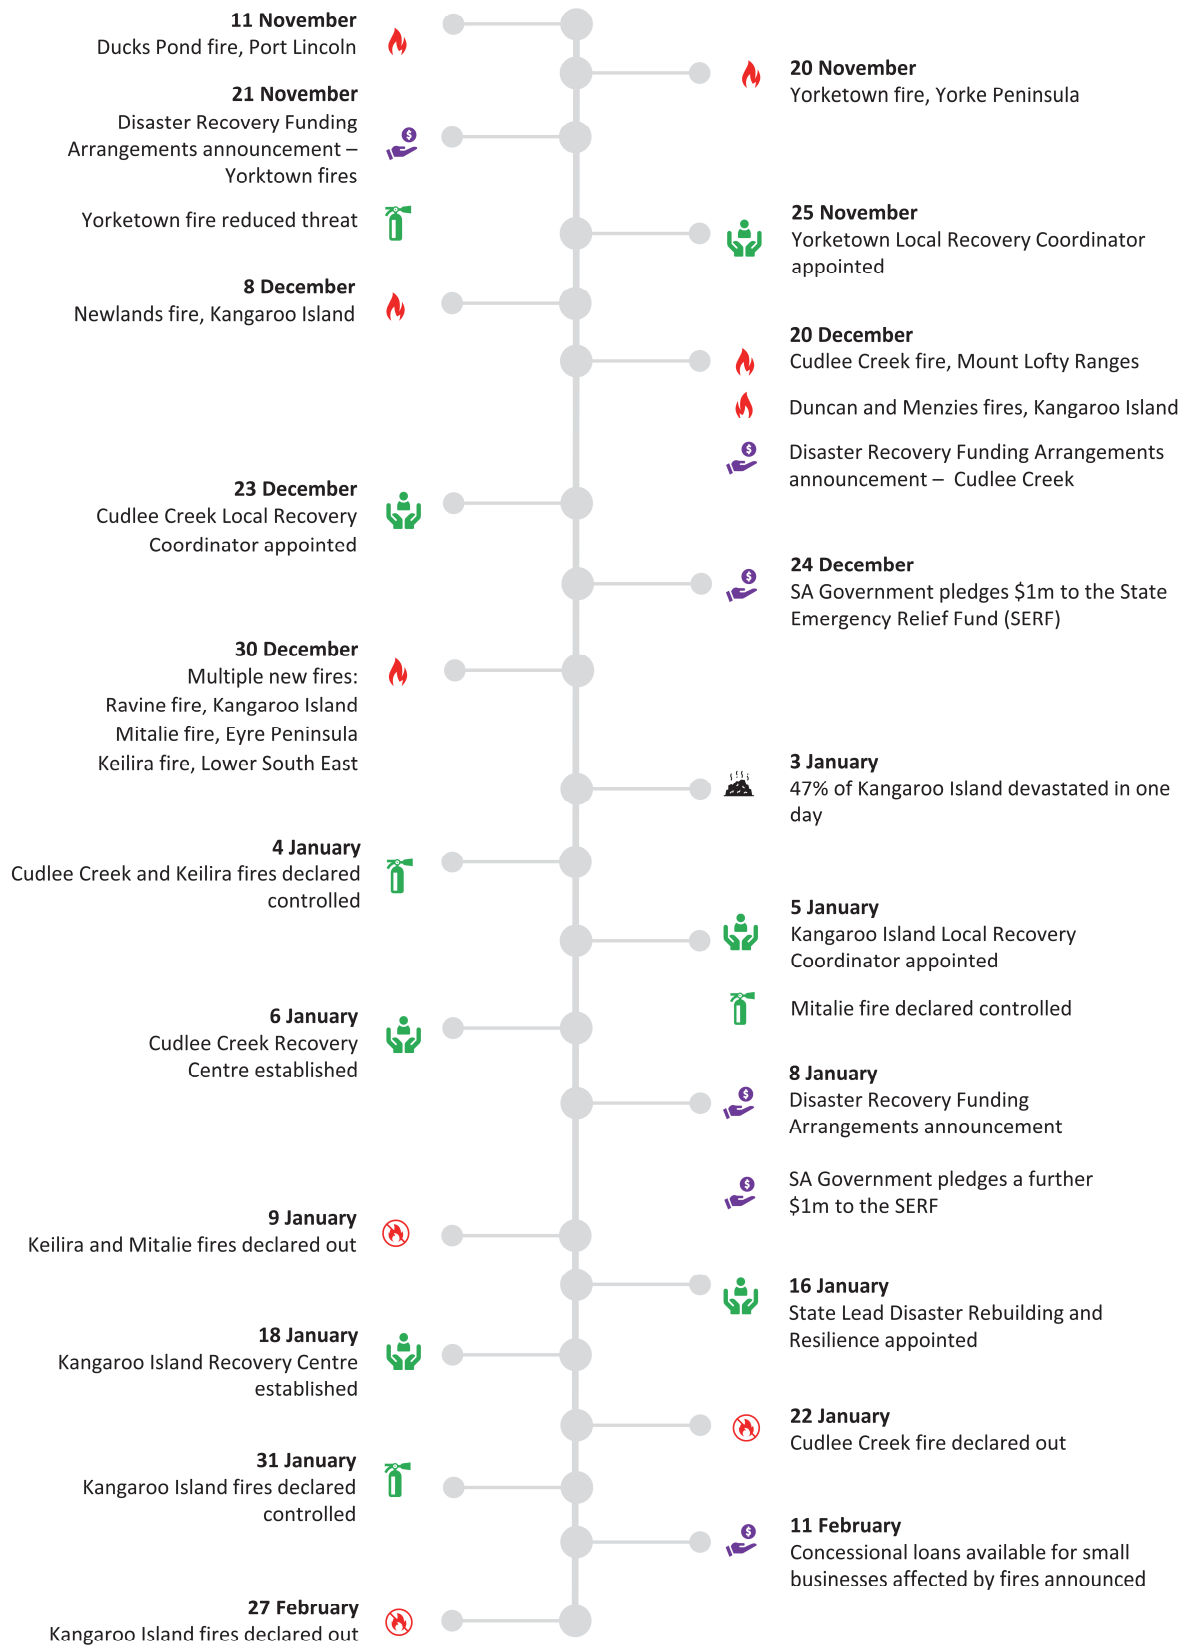 11 November
Ducks Pond fire, Port Lincoln
20 November
Yorketown fire, Yorke Peninsula
21 November
Disaster Recovery Funding
Arrangements announcement –
Yorktown fires
Yorketown fire reduced threat
25 November
Yorketown Local Recovery Coordinator
appointed
8 December
Newlands fire, Kangaroo Island
20 December
Cudlee Creek fire, Mount Lofty Ranges
Duncan and Menzies fires, Kangaroo Island
Disaster Recovery Funding Arrangements
announcement – Cudlee Creek
23 December
Cudlee Creek Local Recovery
Coordinator appointed
24 December
SA Government pledges $1m to the State
Emergency Relief Fund (SERF)
30 December
Multiple new fires:
Ravine fire, Kangaroo Island
Mitalie fire, Eyre Peninsula
Keilira fire, Lower South East
3 January
47% of Kangaroo Island devastated in one
day
4 January
Cudlee Creek and Keilira fires declared
controlled
5 January
Kangaroo Island Local Recovery
Coordinator appointed
Mitalie fire declared controlled
6 January
Cudlee Creek Recovery
Centre established
8 January
Disaster Recovery Funding
Arrangements announcement
SA Government pledges a further
$1m to the SERF
9 January
Keilira and Mitalie fires declared out
16 January
State Lead Disaster Rebuilding and
Resilience appointed
18 January
Kangaroo Island Recovery Centre
established
22 January
Cudlee Creek fire declared out
31 January
Kangaroo Island fires declared
controlled
11 February
Concessional loans available for small
businesses affected by fires announced
27 February
Kangaroo Island fires declared out